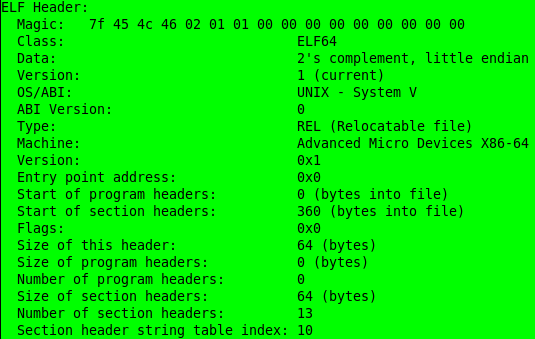 ELF Header:
  Magic:   7f 45 4c 46 02 01 01 00 00 00 00 00 00 00 00 00
  Class:                             ELF64
  Data:                              2's complement, little endian
  Version:                           1 (current)
  OS/ABI:                            UNIX - System V
  ABI Version:                       0
  Type:                              REL (Relocatable file)
  Machine:                           Advanced Micro Devices X86-64
  Version:                           0x1
  Entry point address:               0x0
  Start of program headers:          0 (bytes into file)
  Start of section headers:          360 (bytes into file)
  Flags:                             0x0
  Size of this header:               64 (bytes)
  Size of program headers:           0 (bytes)
  Number of program headers:         0
  Size of section headers:           64 (bytes)
  Number of section headers:         13
  Section header string table index: 10